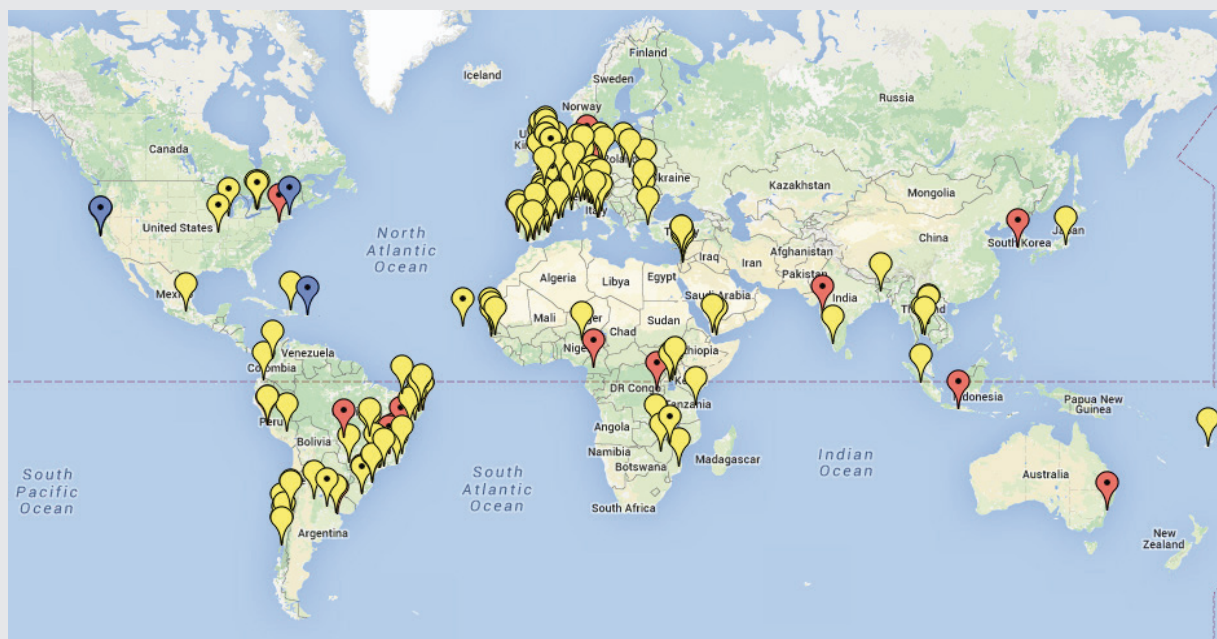 Finland
Iceland
Sweden
Norway
Russia
Canada
Kazakhstan
Mongolia
United States
North
Atlantic
Ocean
Italy
China
South Korea
Japan
Iraq
Iran
Afghanistan
Pakistan
Algeria
Libya
Egypt
Saudi Arabia
India
Mali
Chad
Sudan
Ethiopia
Venezuela
Colombia
DR Congo
Tanzania
Indonesia
Papua New
Guinea
Peru
Bolivia
Angola
Namibia
Botswana
Madagascar
Indian
Ocean
Australia
South
Pacific
Ocean
South
Atlantic
Ocean
South Africa
Argentina
New
Zealand